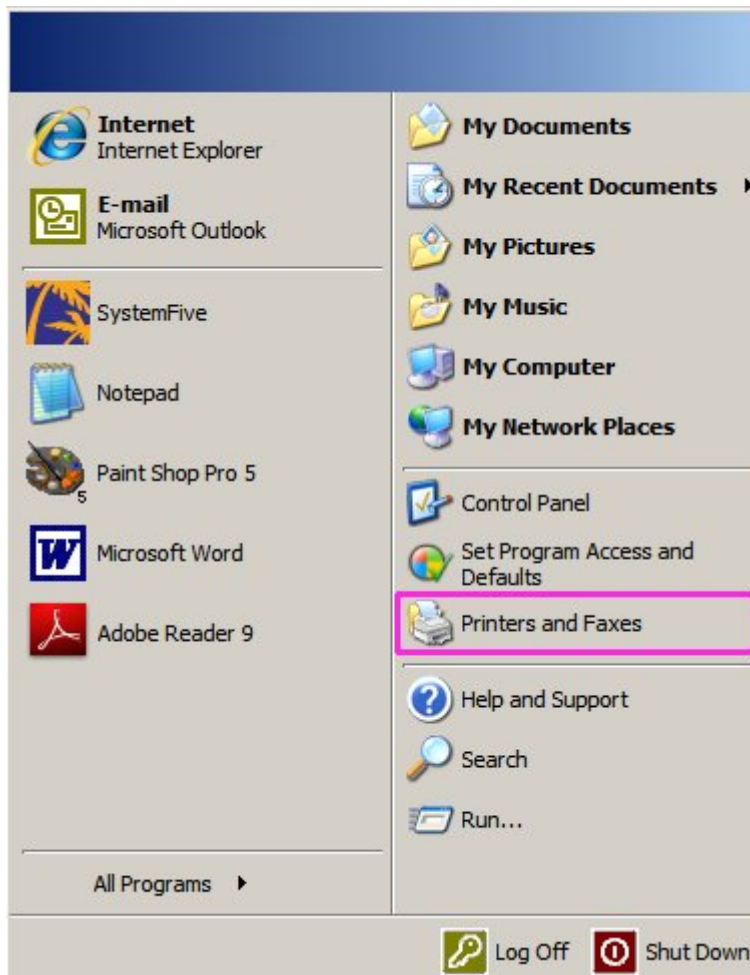 Internet
Internet Explorer
E-mail
Microsoft Outlook
SystemFive
Notepad
Paint Shop Pro 5
5
Microsoft Word
W
Adobe Reader 9
All Programs
My Documents
My Recent Documents
My Pictures
My Music
My Computer
My Network Places
Control Panel
Set Program Access and
Defaults
Printers and Faxes
Help and Support
Search
Run...
Log Off
Shut Down